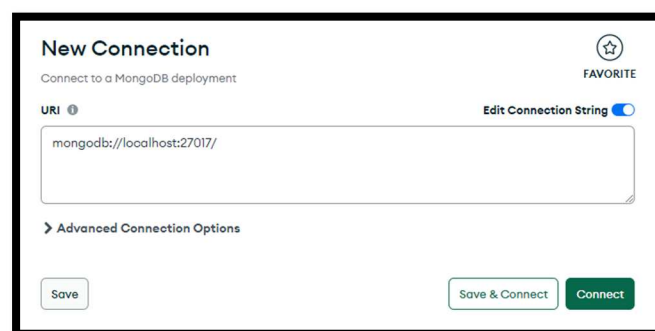 New Connection
Connect to a MongoDB deployment
FAVORITE
URI
Edit Connection String
mongodb://localhost:27017/
Advanced Connection Options
Save
Save & Connect
Connect